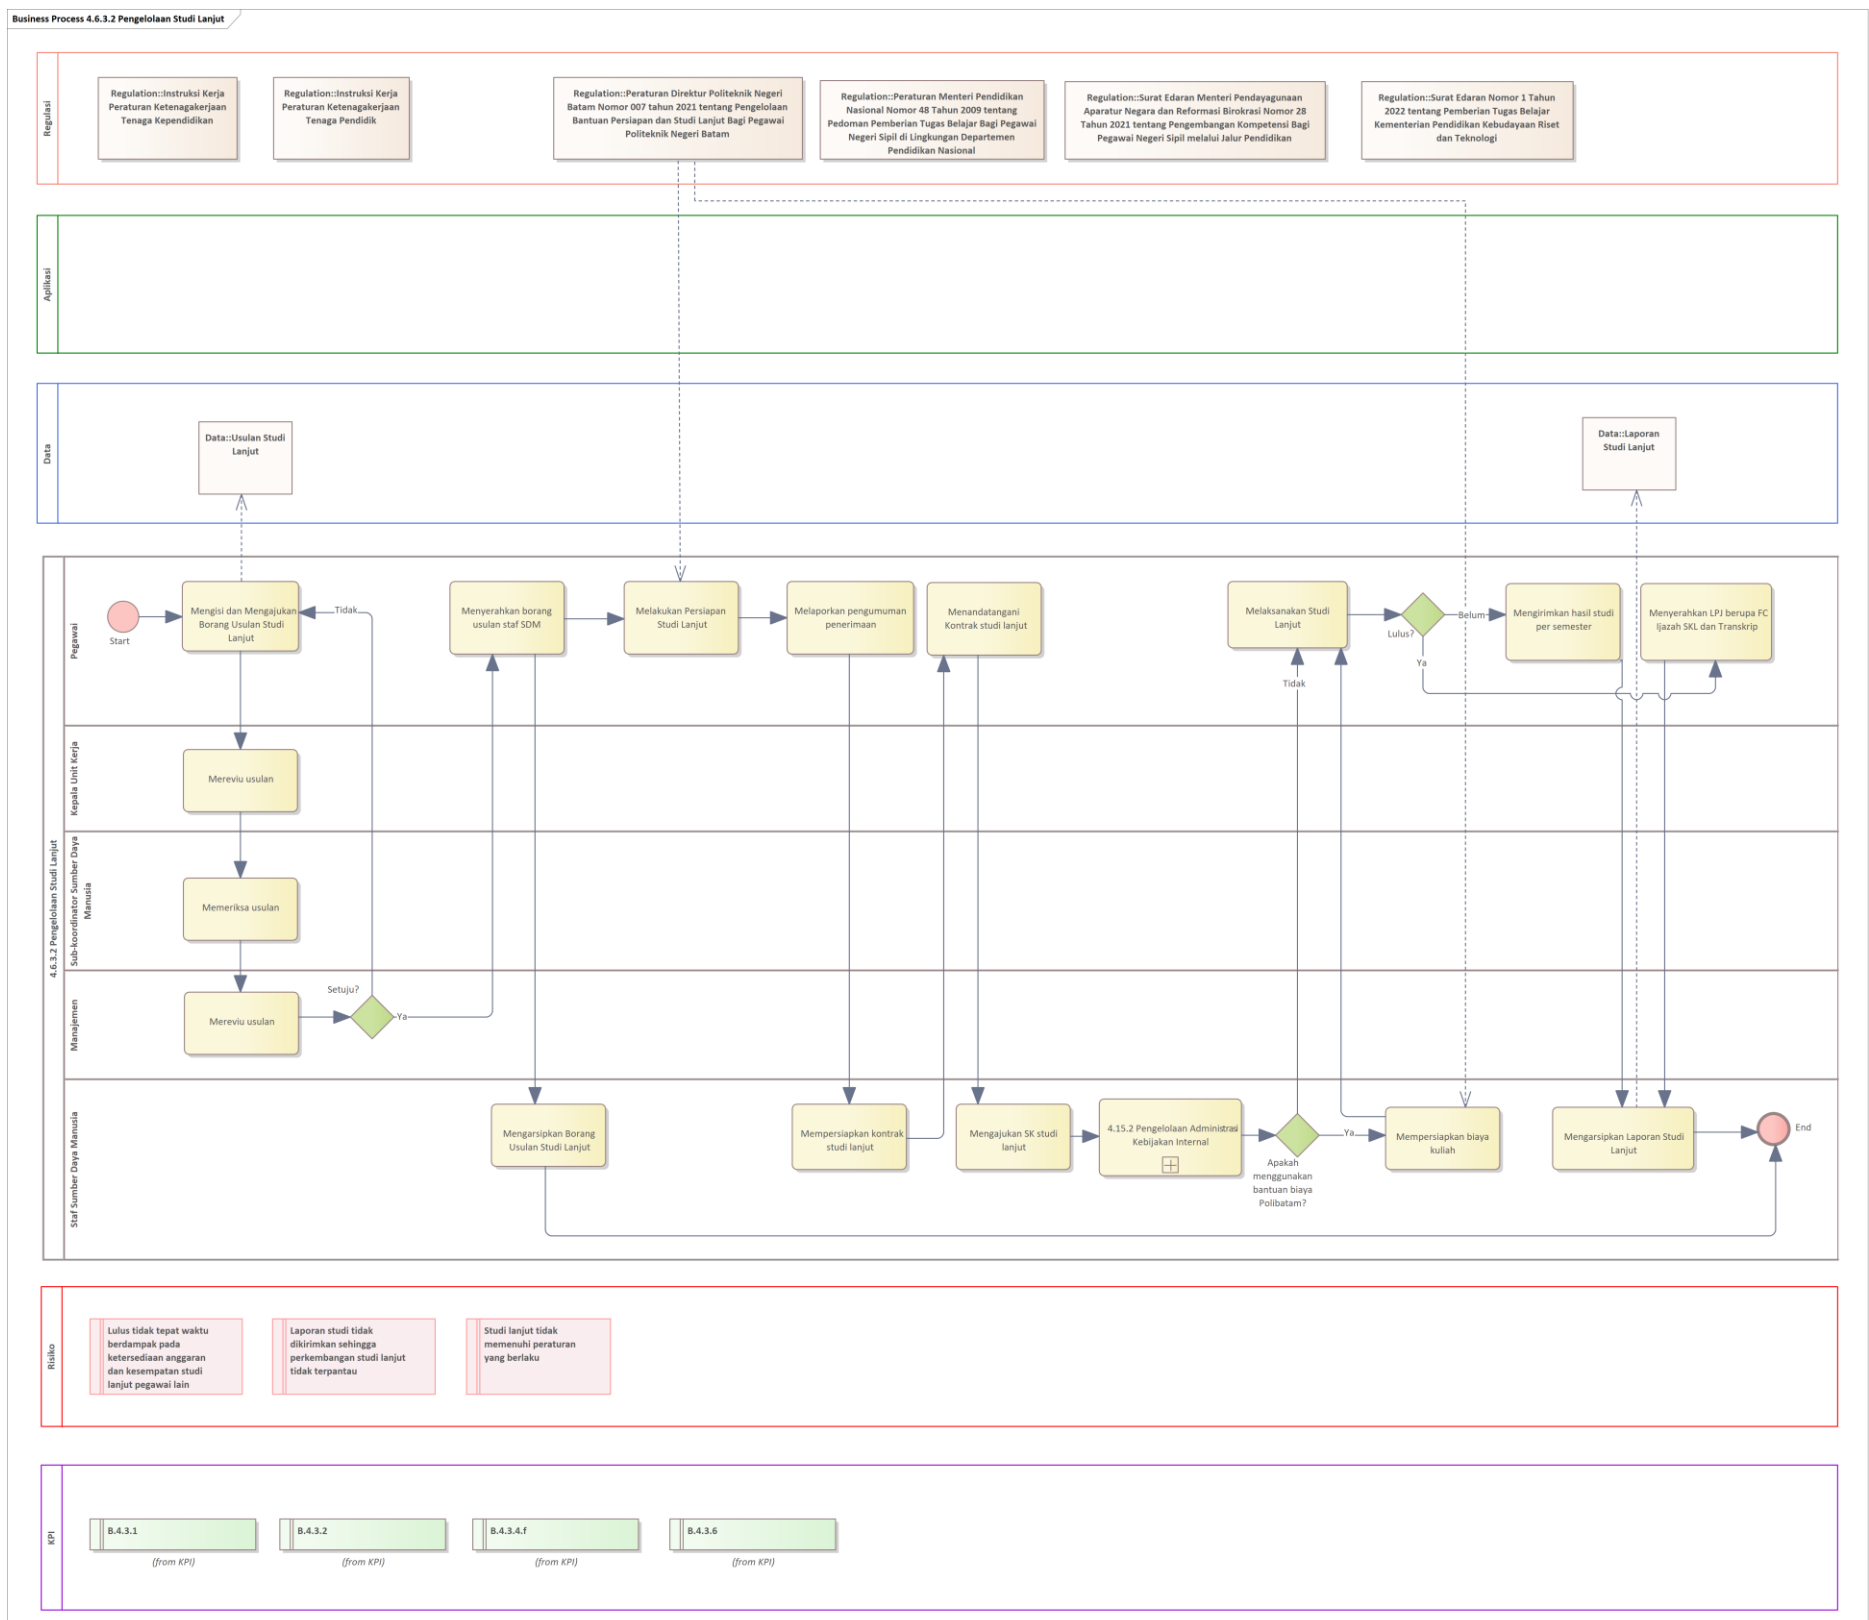 Business Process 4.6.3.2 Pengelolaan Studi Lanjut
Regulasi
Regulation::Instruksi Kerja
Peraturan Ketenagakerjaan
Tenaga Kependidikan
Regulation::Instruksi Kerja
Peraturan Ketenagakerjaan
Tenaga Pendidik
Regulation::Peraturan Direktur Politeknik Negeri
Batam Nomor 007 tahun 2021 tentang Pengelolaan
Bantuan Persiapan dan Studi Lanjut Bagi Pegawai
Politeknik Negeri Batam
Regulation::Peraturan Menteri Pendidikan
Nasional Nomor 48 Tahun 2009 tentang
Pedoman Pemberian Tugas Belajar Bagi Pegawai
Negeri Sipil di Lingkungan Departemen
Pendidikan Nasional
Regulation::Surat Edaran Menteri Pendayagunaan
Aparatur Negara dan Reformasi Birokrasi Nomor 28
Tahun 2021 tentang Pengembangan Kompetensi Bagi
Pegawai Negeri Sipil melalui Jalur Pendidikan
Regulation::Surat Edaran Nomor 1 Tahun
2022 tentang Pemberian Tugas Belajar
Kementerian Pendidikan Kebudayaan Riset
dan Teknologi
Aplikasi
Data
Data::Usulan Studi
Lanjut
Data::Laporan
Studi Lanjut
4.6.3.2 Pengelolaan Studi Lanjut
Pegawai
Start
Mengisi dan Mengajukan
Borang Usulan Studi
Lanjut
Tidak
Menyerahkan borang
usulan staf SDM
Melakukan Persiapan
Studi Lanjut
Melaporkan pengumuman
penerimaan
Menandatangani
Kontrak studi lanjut
Melaksanakan Studi
Lanjut
Lulus?
Belum
Ya
Mengirimkan hasil studi
per semester
Menyerahkan LPJ berupa FC
Ijazah SKL dan Transkrip
Tidak
Kepala Unit Kerja
Mereviu usulan
Sub-koordinator Sumber Daya
Manusia
Memeriksa usulan
Manajemen
Mereviu usulan
Setuju?
Ya
Staf Sumber Daya Manusia
Mengarsipkan Borang
Usulan Studi Lanjut
Mempersiapkan kontrak
studi lanjut
Mengajukan SK studi
lanjut
4.15.2 Pengelolaan Administrasi
Kebijakan Internal
Apakah
menggunakan
bantuan biaya
Polibatam?
Ya
Mempersiapkan biaya
kuliah
Mengarsipkan Laporan Studi
Lanjut
End
Risiko
Lulus tidak tepat waktu
berdampak pada
ketersediaan anggaran
dan kesempatan studi
lanjut pegawai lain
Laporan studi tidak
dikirimkan sehingga
perkembangan studi lanjut
tidak terpantau
Studi lanjut tidak
memenuhi peraturan
yang berlaku
KPI
B.4.3.1
(from KPI)
B.4.3.2
(from KPI)
B.4.3.4.f
(from KPI)
B.4.3.6
(from KPI)